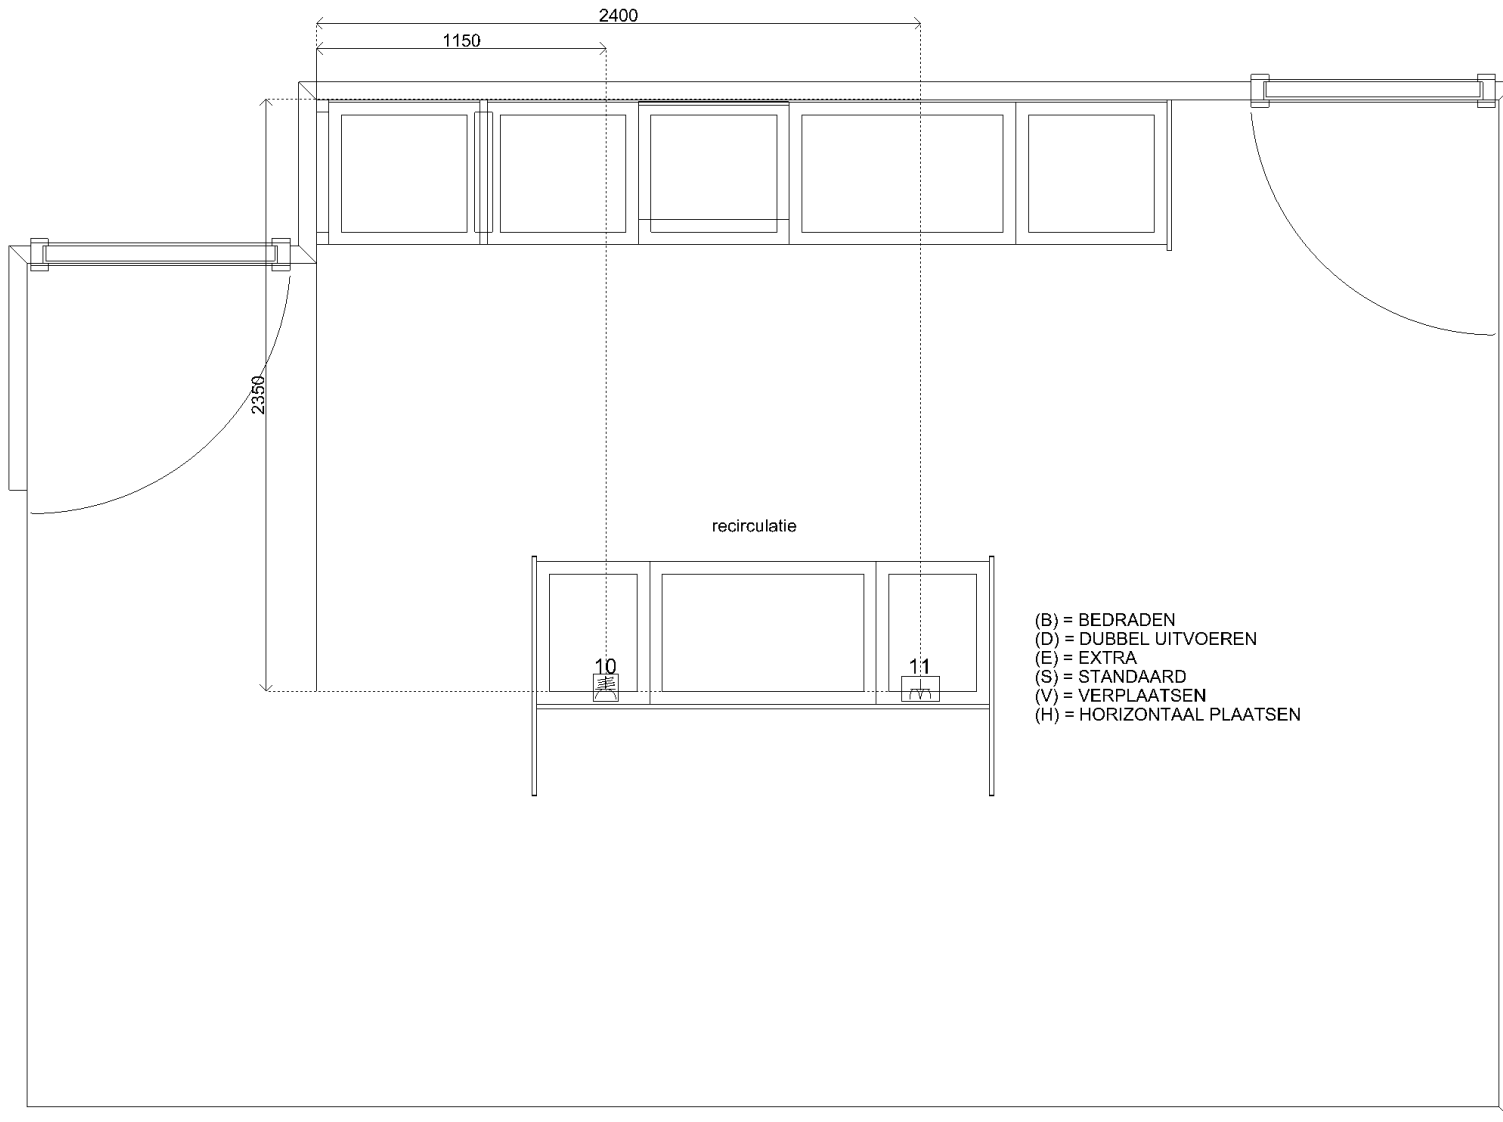 2400
1150
2350
recirculatie
10
11
(B) = BEDRADEN
(D) = DUBBEL UITVOEREN
(E) = EXTRA
(S) = STANDAARD
(V) = VERPLAATSEN
(H) = HORIZONTAAL PLAATSEN